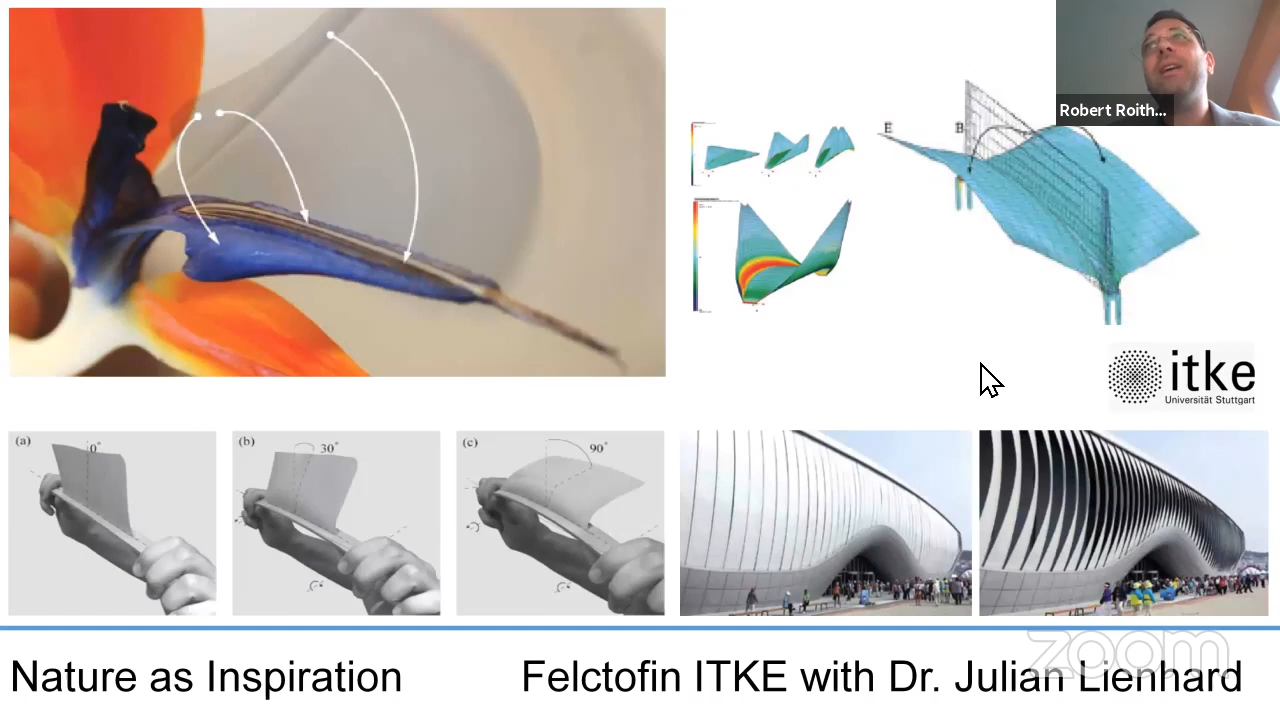 Robert Roith...
E
B
itke
Universität Stuttgart
(a)
0°
(b)
30°
(c)
90°
zoom
Nature as Inspiration
Felctofin ITKE with Dr. Julian Lienhard